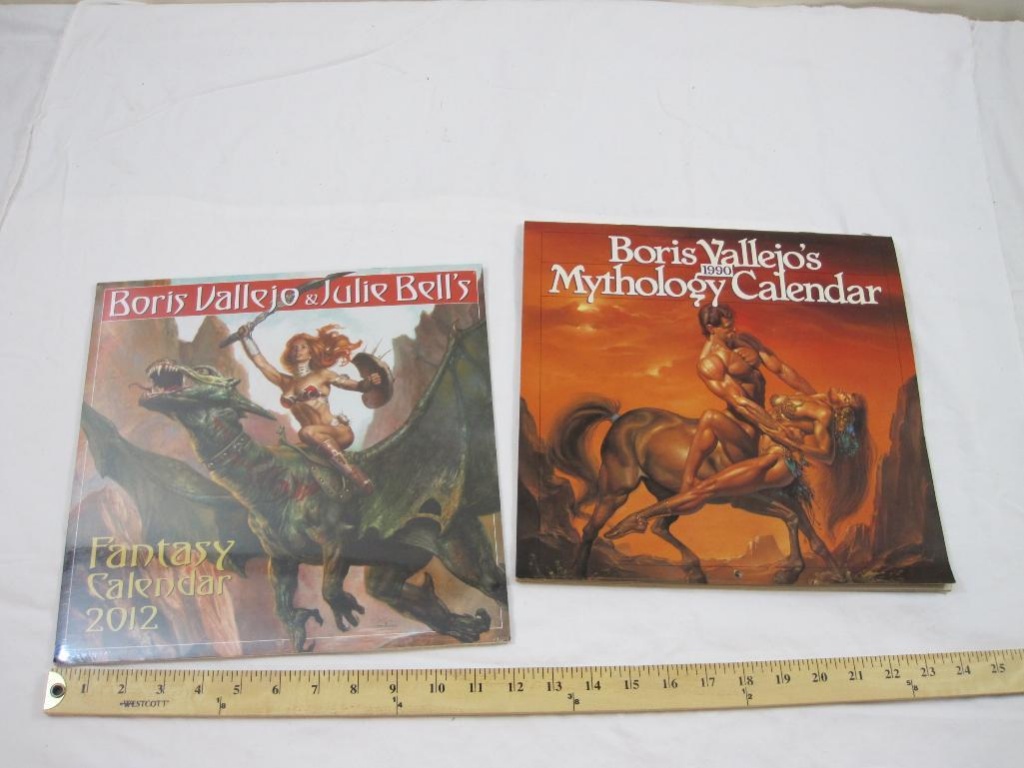 Boris Vallejo & Julie Bell's
Fantasy
Calendar
2012
Boris Vallejo's
1990
Mythology Calendar
1 2 3 4 5 6 7 8 9 10 11 12 13 14 15 16 17 18 19 20 21 22 23 24 25
WESTCOTT